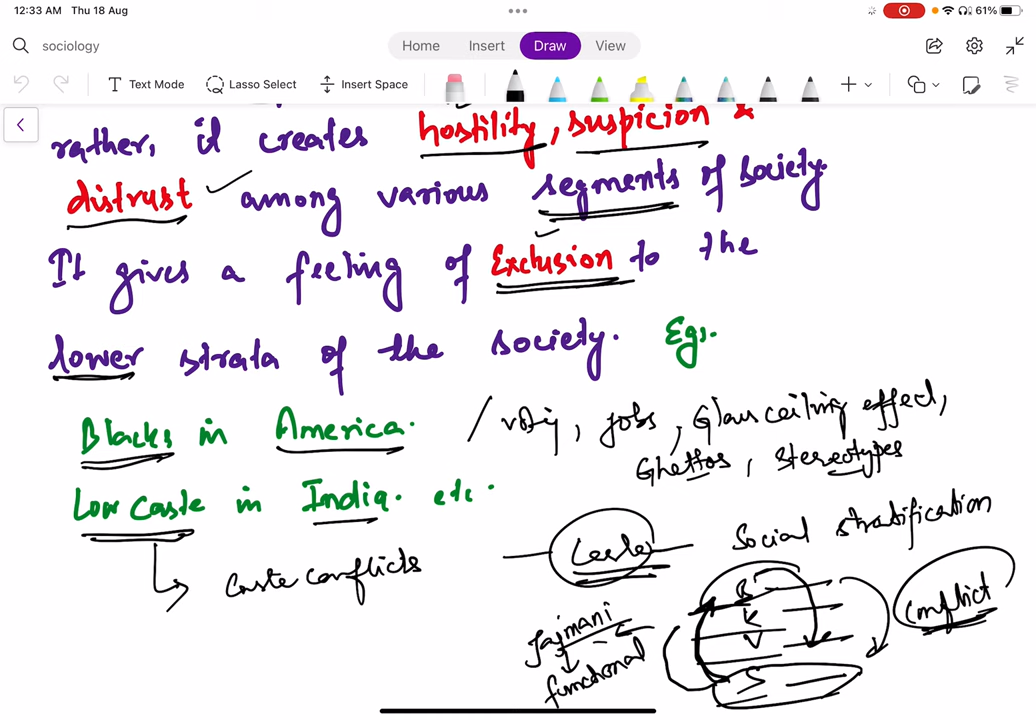 12:33 AM Thu 18 Aug
61%
sociology
Home Insert Draw View
Text Mode Lasso Select Insert Space
rather, it creates hostility, suspicion &
distrust among various segments of society.
It gives a feeling of Exclusion to the
lower strata of the society. Egs.
Blacks in America. / jobs, Glass ceiling effect,
Ghettos, Stereotypes
Low Caste in India. etc.
Caste conflicts
Caste Social stratification
B
K
V
S
Conflict
Jajmani
functional